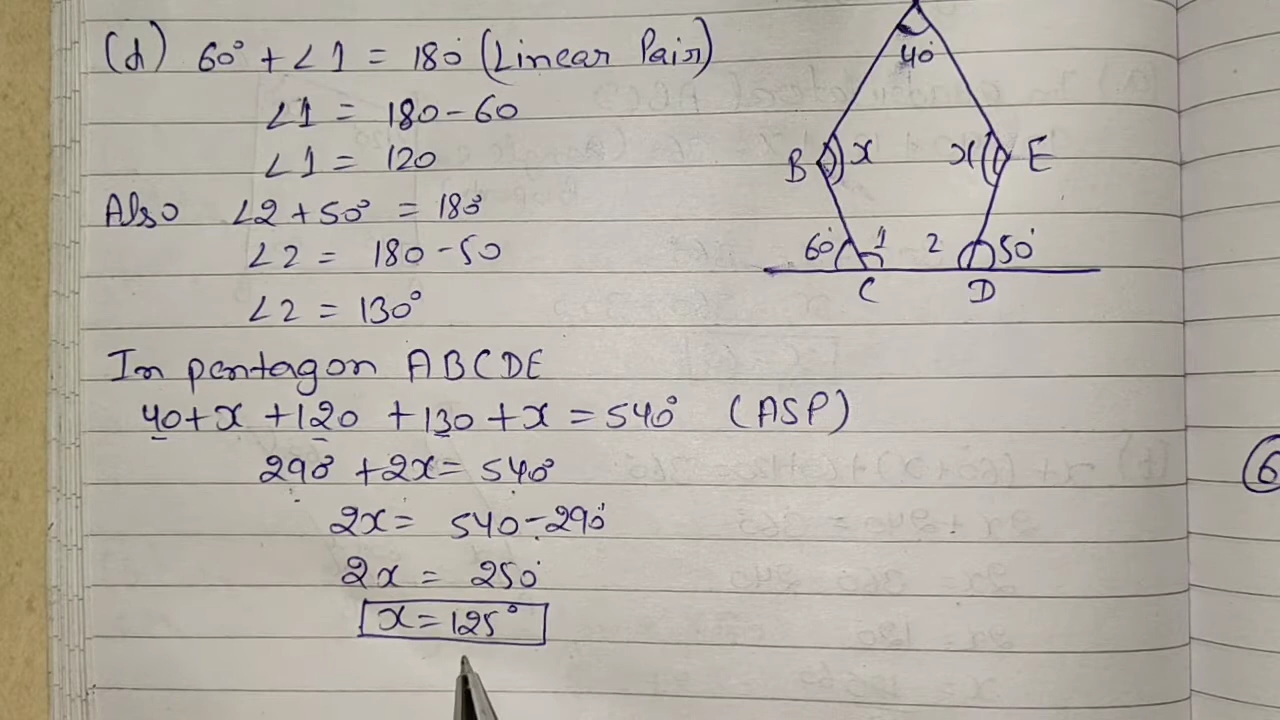 (d) 60° + ∠1 = 180° (Linear Pair)
∠1 = 180 - 60
∠1 = 120
Also ∠2 + 50° = 180°
∠2 = 180 - 50
∠2 = 130°
In pentagon ABCDE
40 + x + 120 + 130 + x = 540° (ASP)
290° + 2x = 540°
2x = 540 - 290°
2x = 250°
x = 125°
40°
B x x E
60° 1 2 50°
C D
6